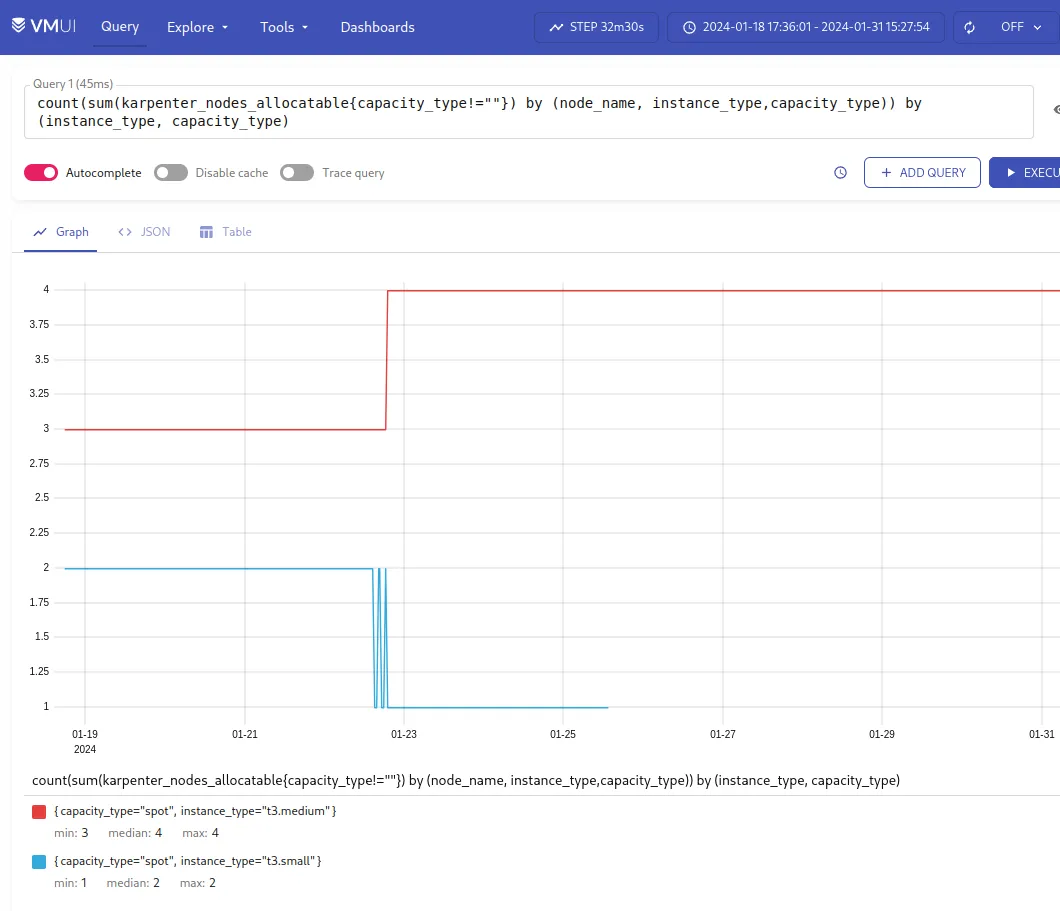 VMUI Query Explore Tools Dashboards STEP 32m30s 2024-01-18 17:36:01 - 2024-01-31 15:27:54 OFF
Query 1 (45ms)
count(sum(karpenter_nodes_allocatable{capacity_type!=""}) by (node_name, instance_type,capacity_type)) by
(instance_type, capacity_type)
Autocomplete Disable cache Trace query ADD QUERY EXECU
Graph JSON Table
4
3.75
3.5
3.25
3
2.75
2.5
2.25
2
1.75
1.5
1.25
1
01-19 01-21 01-23 01-25 01-27 01-29 01-31
2024
count(sum(karpenter_nodes_allocatable{capacity_type!=""}) by (node_name, instance_type,capacity_type)) by (instance_type, capacity_type)
{capacity_type="spot", instance_type="t3.medium"}
min: 3 median: 4 max: 4
{capacity_type="spot", instance_type="t3.small"}
min: 1 median: 2 max: 2